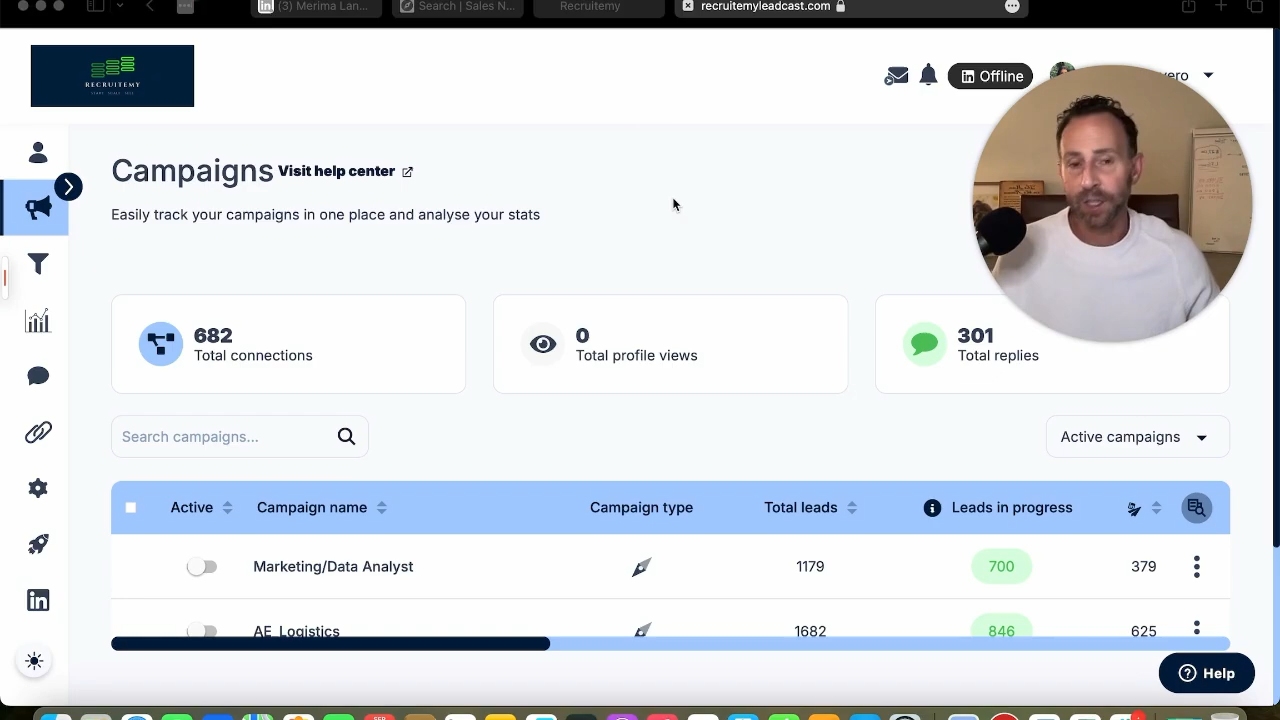 (3) Merima Lan...
Search | Sales N...
Recruitemy
recruitemyleadcast.com
RECRUITEMY
Offline
ero
Campaigns
Visit help center
Easily track your campaigns in one place and analyse your stats
682
Total connections
0
Total profile views
301
Total replies
Search campaigns...
Active campaigns
Active
Campaign name
Campaign type
Total leads
Leads in progress
Marketing/Data Analyst
1179
700
379
AE Logistics
1682
846
625
Help